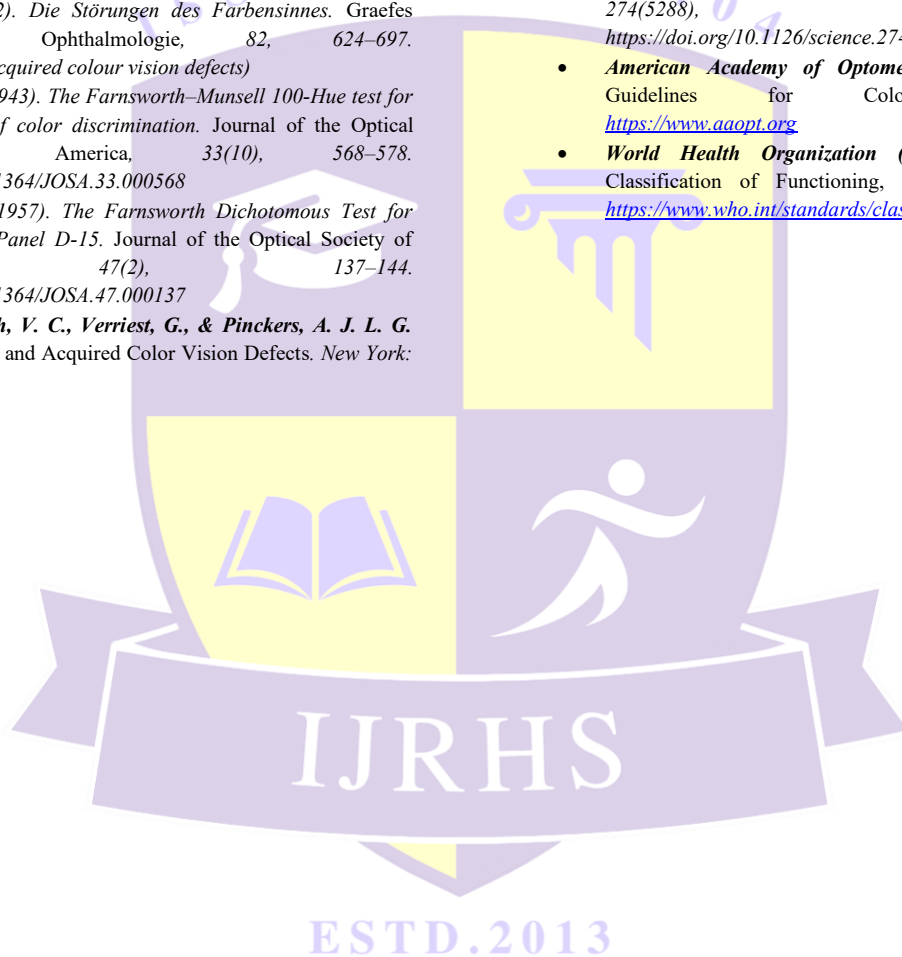 2). Die Störungen des Farbensinnes. Graefes
Ophthalmologie, 82, 624–697.
cquired colour vision defects)
943). The Farnsworth–Munsell 100-Hue test for
f color discrimination. Journal of the Optical
America, 33(10), 568–578.
1364/JOSA.33.000568
1957). The Farnsworth Dichotomous Test for
Panel D-15. Journal of the Optical Society of
47(2), 137–144.
1364/JOSA.47.000137
h, V. C., Verriest, G., & Pinckers, A. J. L. G.
and Acquired Color Vision Defects. New York:
274(5288),
https://doi.org/10.1126/science.274
• American Academy of Optome
Guidelines for Colo
https://www.aaopt.org
• World Health Organization (
Classification of Functioning,
https://www.who.int/standards/clas
IJRHS
ESTD.2013